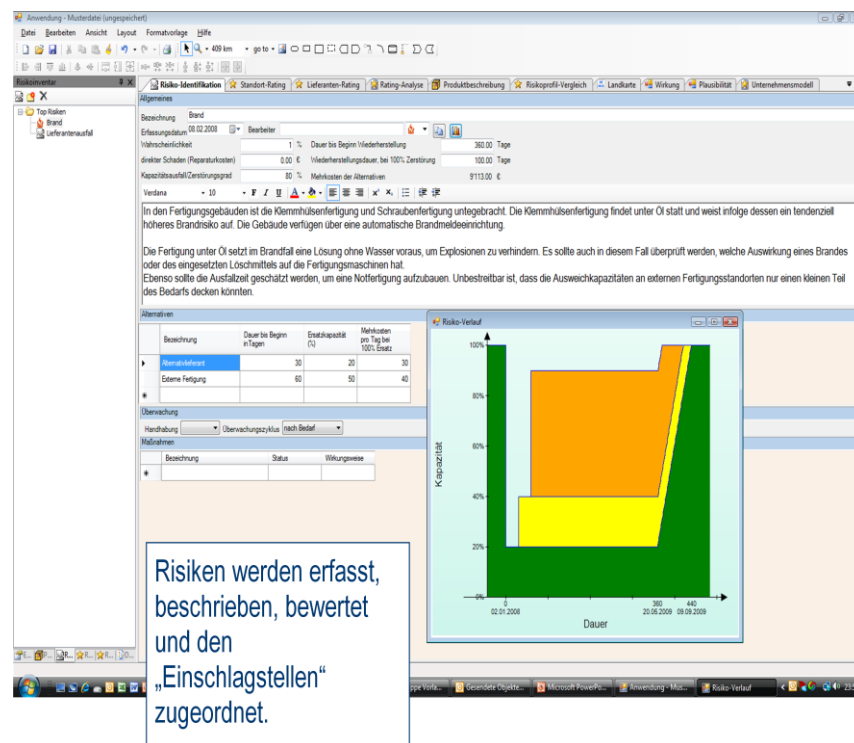 Anwendung - Musterdatei (ungespeichert)
Datei Bearbeiten Ansicht Layout Formatvorlage Hilfe
409 km go to
Risikoinventar
Risiko-Identifikation Standort-Rating Lieferanten-Rating Rating-Analyse Produktbeschreibung Risikoprofil-Vergleich Landkarte Wirkung Plausibilität Unternehmensmodell
Top Risiken
Brand
Lieferantenausfall
Allgemeines
Bezeichnung Brand
Erfassungsdatum 08.02.2008 Bearbeiter
Wahrscheinlichkeit 1 % Dauer bis Beginn Wiederherstellung 360.00 Tage
direkter Schaden (Reparaturkosten) 0.00 € Wiederherstellungsdauer, bei 100% Zerstörung 100.00 Tage
Kapazitätsausfall/Zerstörungsgrad 80 % Mehrkosten der Alternativen 9'113.00 €
Verdana 10 F I U
In den Fertigungsgebäuden ist die Klemmhülsenfertigung und Schraubenfertigung untegebracht. Die Klemmhülsenfertigung findet unter Öl statt und weist infolge dessen ein tendenziell
höheres Brandrisiko auf. Die Gebäude verfügen über eine automatische Brandmeldeeinrichtung.
Die Fertigung unter Öl setzt im Brandfall eine Lösung ohne Wasser voraus, um Explosionen zu verhindern. Es sollte auch in diesem Fall überprüft werden, welche Auswirkung eines Brandes
oder des eingesetzten Löschmittels auf die Fertigungsmaschinen hat.
Ebenso sollte die Ausfallzeit geschätzt werden, um eine Notfertigung aufzubauen. Unbestreitbar ist, dass die Ausweichkapazitäten an externen Fertigungsstandorten nur einen kleinen Teil
des Bedarfs decken könnten.
Alternativen
Bezeichnung Dauer bis Beginn in Tagen Ersatzkapazität (%) Mehrkosten pro Tag bei 100% Ersatz
Alternativlieferant 30 20 30
Externe Fertigung 60 50 40
Überwachung
Handhabung Überwachungszyklus nach Bedarf
Maßnahmen
Bezeichnung Status Wirkungsweise
Risiko-Verlauf
Kapazität
100%
80%
60%
40%
20%
0%
0 360 440
02.01.2008 20.05.2009 09.09.2009
Dauer
Risiken werden erfasst,
beschrieben, bewertet
und den
„Einschlagstellen“
zugeordnet.
Gesendete Objekte... Microsoft PowerPo... Anwendung - Mus... Risiko-Verlauf